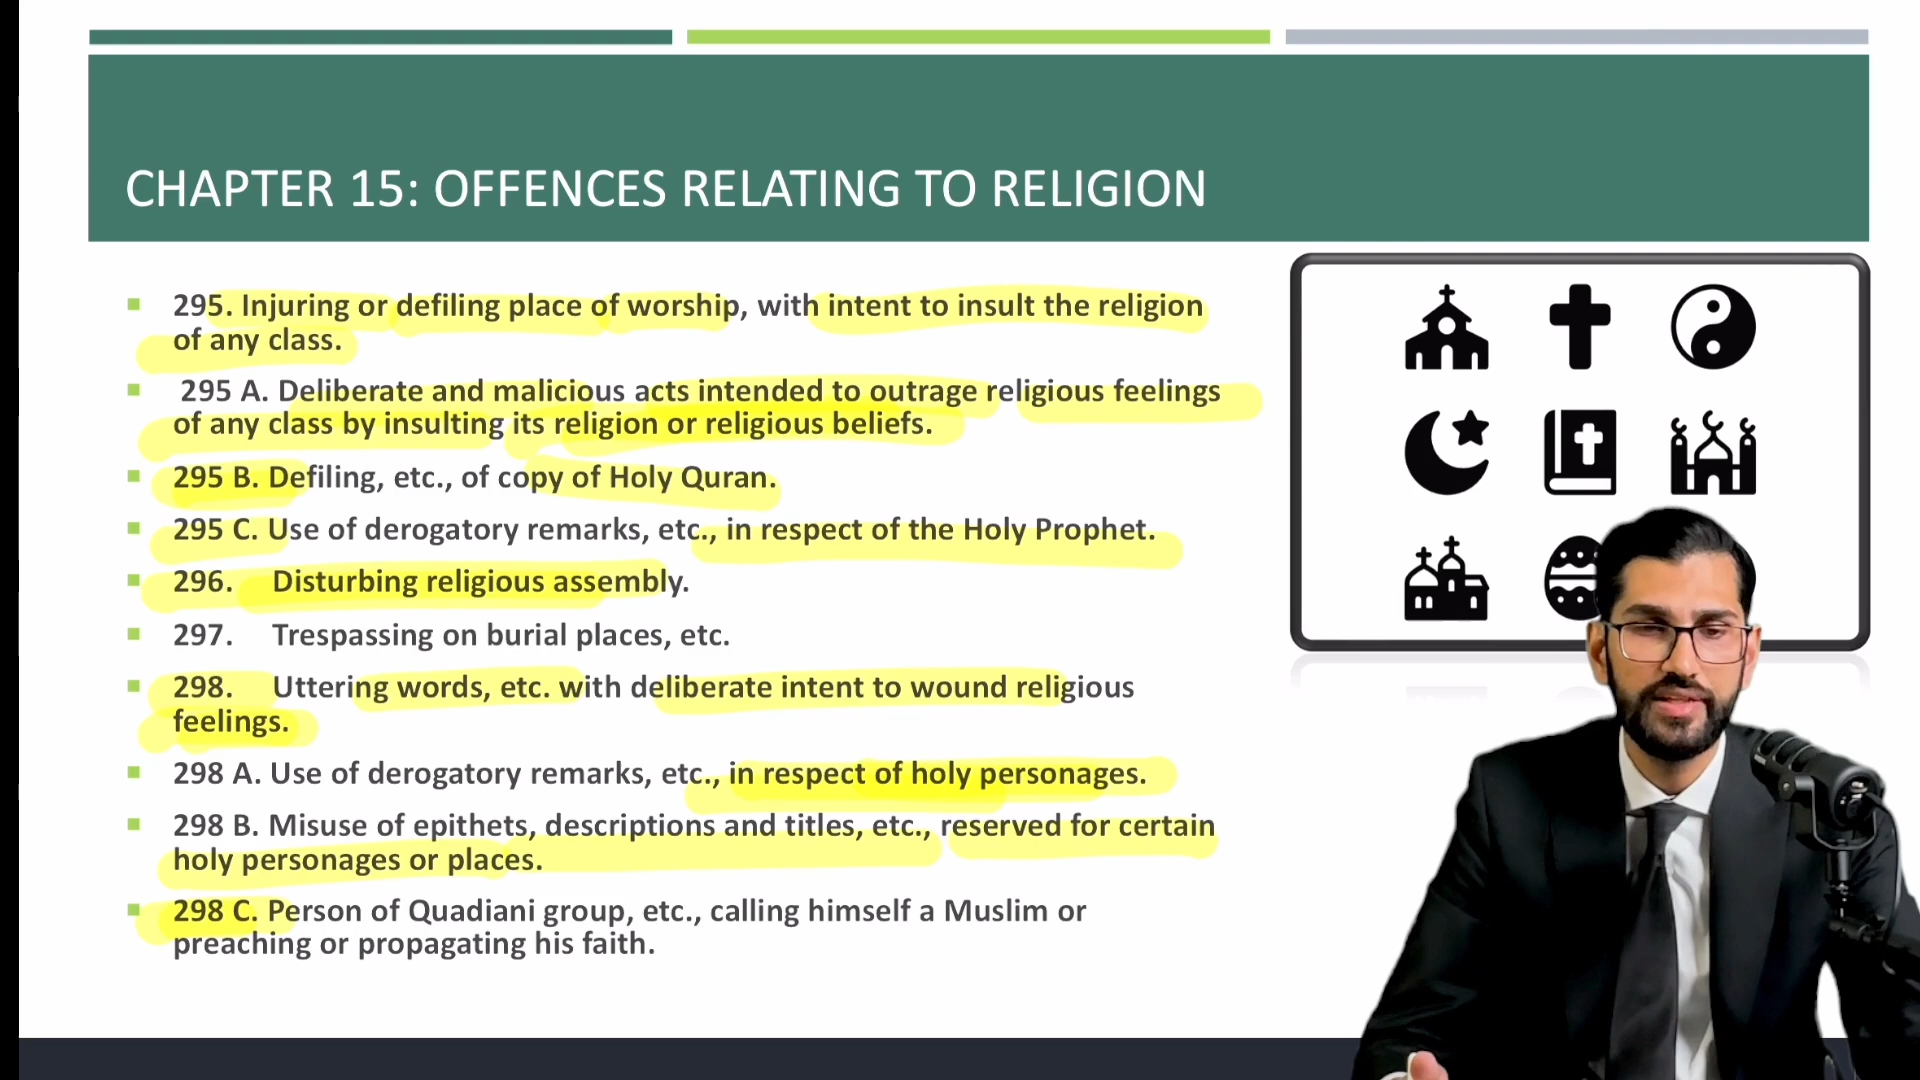 CHAPTER 15: OFFENCES RELATING TO RELIGION
295. Injuring or defiling place of worship, with intent to insult the religion
of any class.
295 A. Deliberate and malicious acts intended to outrage religious feelings
of any class by insulting its religion or religious beliefs.
295 B. Defiling, etc., of copy of Holy Quran.
295 C. Use of derogatory remarks, etc., in respect of the Holy Prophet.
296. Disturbing religious assembly.
297. Trespassing on burial places, etc.
298. Uttering words, etc. with deliberate intent to wound religious
feelings.
298 A. Use of derogatory remarks, etc., in respect of holy personages.
298 B. Misuse of epithets, descriptions and titles, etc., reserved for certain
holy personages or places.
298 C. Person of Quadiani group, etc., calling himself a Muslim or
preaching or propagating his faith.